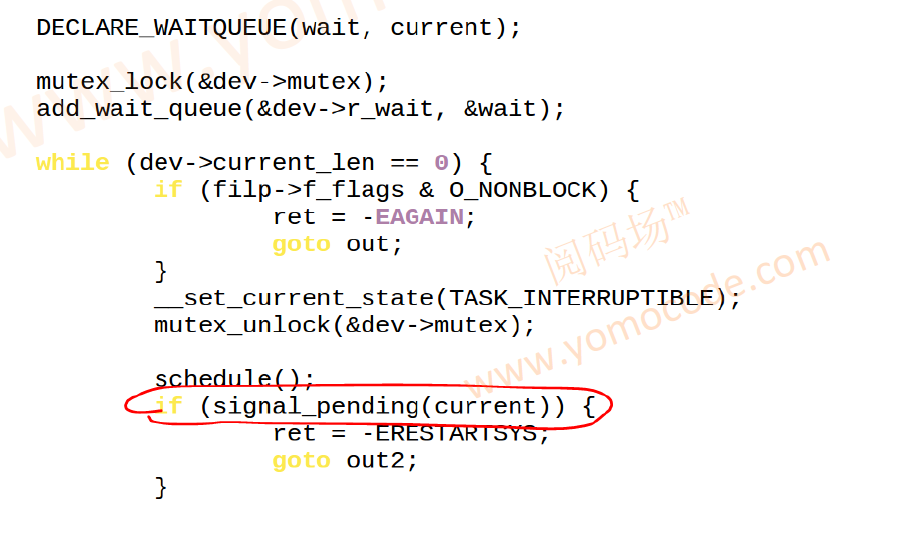 DECLARE_WAITQUEUE(wait, current);
mutex_lock(&dev->mutex);
add_wait_queue(&dev->r_wait, &wait);
while (dev->current_len == 0) {
if (filp->f_flags & O_NONBLOCK) {
ret = -EAGAIN;
goto out;
}
__set_current_state(TASK_INTERRUPTIBLE);
mutex_unlock(&dev->mutex);
schedule();
if (signal_pending(current)) {
ret = -ERESTARTSYS;
goto out2;
}
阅码场™
www.yomocode.com
www.yo